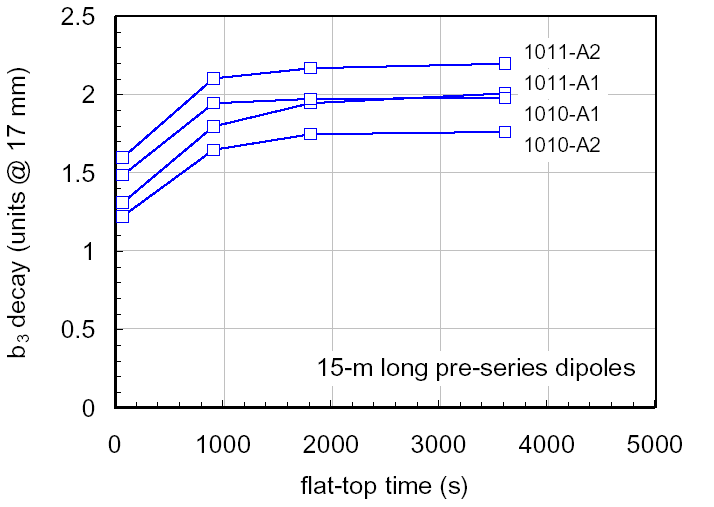 2.5
2
1.5
1
0.5
0
b3 decay (units @ 17 mm)
1011-A2
1011-A1
1010-A1
1010-A2
15-m long pre-series dipoles
0 1000 2000 3000 4000 5000
flat-top time (s)